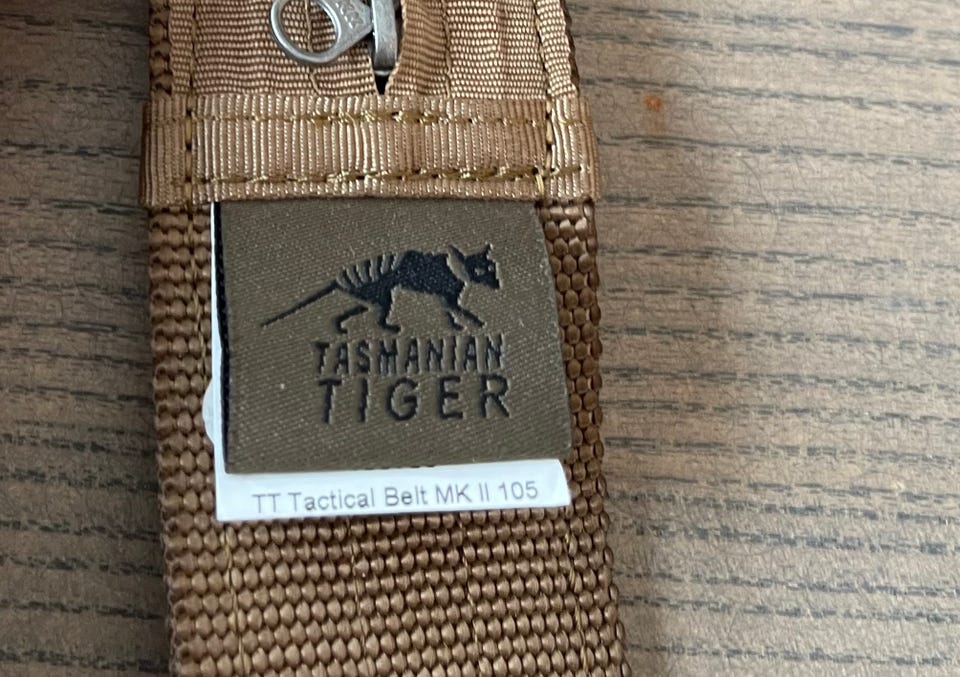 TASMANIAN
TIGER
TT Tactical Belt MK II 105